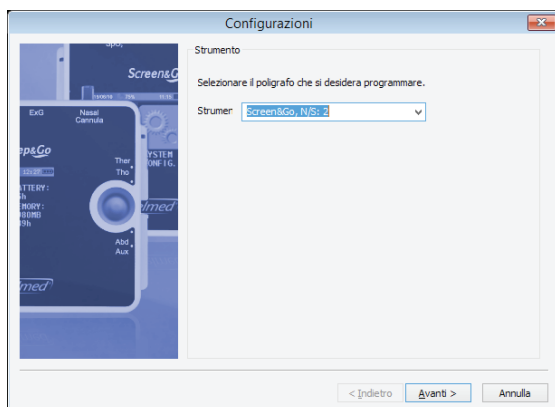 Configurazioni
Strumento
Selezionare il poligrafo che si desidera programmare.
Strumer Screen&Go, N/S: 2
Screen&G
ExG
Nasal
Cannula
ep&Go
SYSTEM
CONFIG.
Ther
Tho
BATTERY:
MEMORY:
Abd
Aux
< Indietro
Avanti >
Annulla